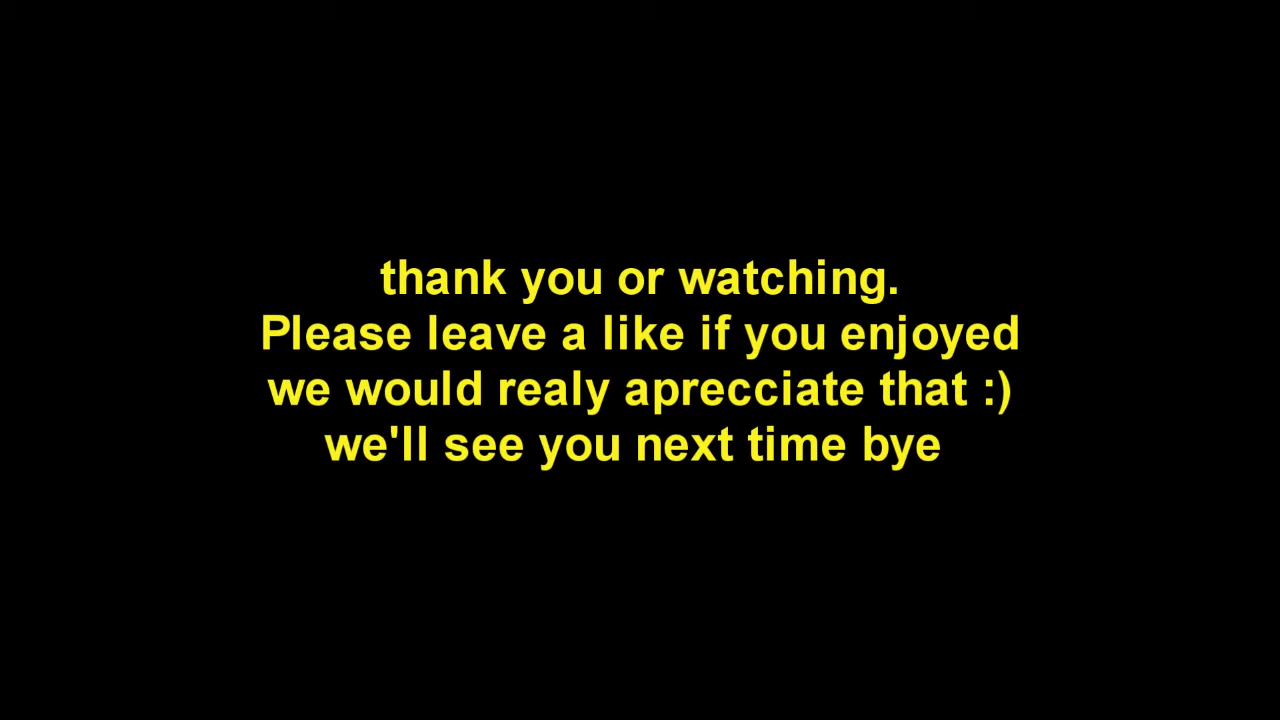 thank you or watching.
Please leave a like if you enjoyed
we would realy aprecciate that :)
we'll see you next time bye